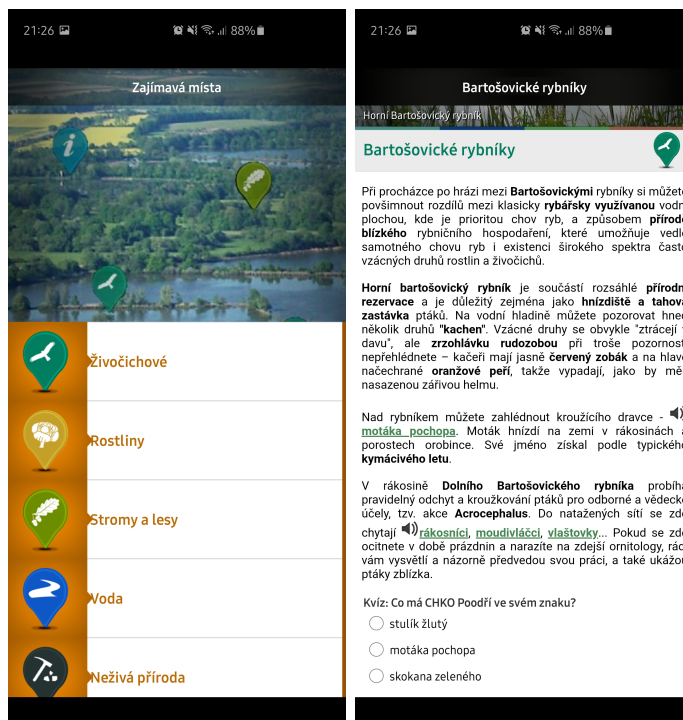 21:26
88%
Zajímavá místa
Živočichové
Rostliny
Stromy a lesy
Voda
Neživá příroda
21:26
88%
Bartošovické rybníky
Horní Bartošovický rybník
Bartošovické rybníky
Při procházce po hrázi mezi Bartošovickými rybníky si můžete
povšimnout rozdílů mezi klasicky rybářsky využívanou vodn
plochou, kde je prioritou chov ryb, a způsobem přírod
blízkého rybničního hospodaření, které umožňuje vedle
samotného chovu ryb i existenci širokého spektra často
vzácných druhů rostlin a živočichů.
Horní bartošovický rybník je součástí rozsáhlé přírodn
rezervace a je důležitý zejména jako hnízdiště a tahová
zastávka ptáků. Na vodní hladině můžete pozorovat hned
několik druhů "kachen". Vzácné druhy se obvykle "ztrácejí v
davu", ale zrzohlávku rudozobou při troše pozornost
nepřehlédnete – kačeři mají jasně červený zobák a na hlavě
načechrané oranžové peří, takže vypadají, jako by mě
nasazenou zářivou helmu.
Nad rybníkem můžete zahlédnout kroužícího dravce -
motáka pochopa. Moták hnízdí na zemi v rákosinách a
porostech orobince. Své jméno získal podle typickéh
kymácivého letu.
V rákosině Dolního Bartošovického rybníka probíhá
pravidelný odchyt a kroužkování ptáků pro odborné a vědecké
účely, tzv. akce Acrocephalus. Do natažených sítí se zde
chytají rákosníci, moudivláčci, vlaštovky... Pokud se zde
ocitnete v době prázdnin a narazíte na zdejší ornitology, rád
vám vysvětlí a názorně předvedou svou práci, a také ukážou
ptáky zblízka.
Kvíz: Co má CHKO Poodří ve svém znaku?
stulík žlutý
motáka pochopa
skokana zeleného